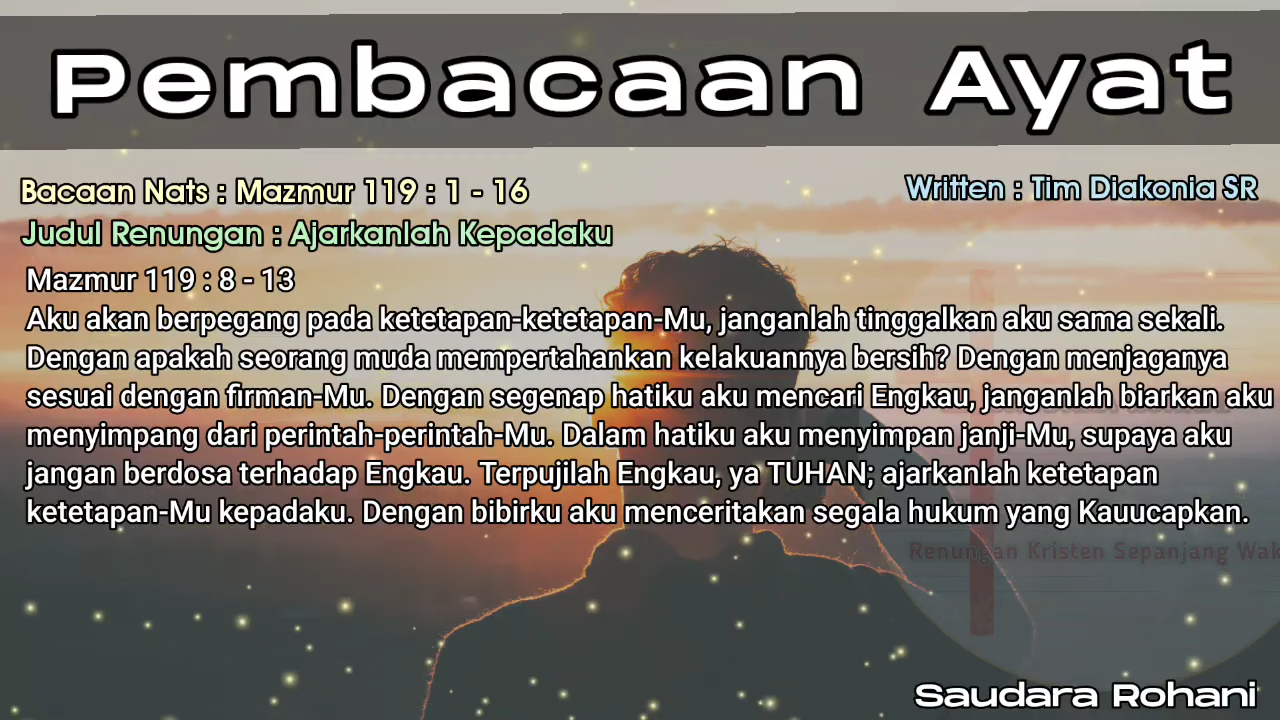 Pembacaan Ayat
Bacaan Nats : Mazmur 119 : 1 - 16
Written : Tim Diakonia SR
Judul Renungan : Ajarkanlah Kepadaku
Mazmur 119 : 8 - 13
Aku akan berpegang pada ketetapan-ketetapan-Mu, janganlah tinggalkan aku sama sekali.
Dengan apakah seorang muda mempertahankan kelakuannya bersih? Dengan menjaganya
sesuai dengan firman-Mu. Dengan segenap hatiku aku mencari Engkau, janganlah biarkan aku
menyimpang dari perintah-perintah-Mu. Dalam hatiku aku menyimpan janji-Mu, supaya aku
jangan berdosa terhadap Engkau. Terpujilah Engkau, ya TUHAN; ajarkanlah ketetapan
ketetapan-Mu kepadaku. Dengan bibirku aku menceritakan segala hukum yang Kauucapkan.
Renungan Kristen Sepanjang Wak
Saudara Rohani